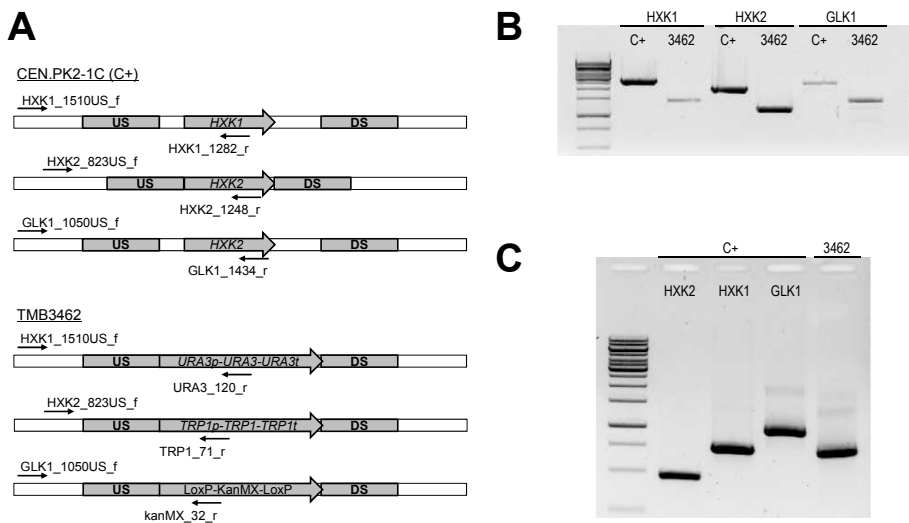 A
CEN.PK2-1C (C+)
HXK1_1510US_f
US HXK1 DS
HXK1_1282_r
HXK2_823US_f
US HXK2 DS
HXK2_1248_r
GLK1_1050US_f
US HXK2 DS
GLK1_1434_r
TMB3462
HXK1_1510US_f
US URA3p-URA3-URA3t DS
URA3_120_r
HXK2_823US_f
US TRP1p-TRP1-TRP1t DS
TRP1_71_r
GLK1_1050US_f
US LoxP-KanMX-LoxP DS
kanMX_32_r
B
HXK1 HXK2 GLK1
C+ 3462 C+ 3462 C+ 3462
C
C+ 3462
HXK2 HXK1 GLK1